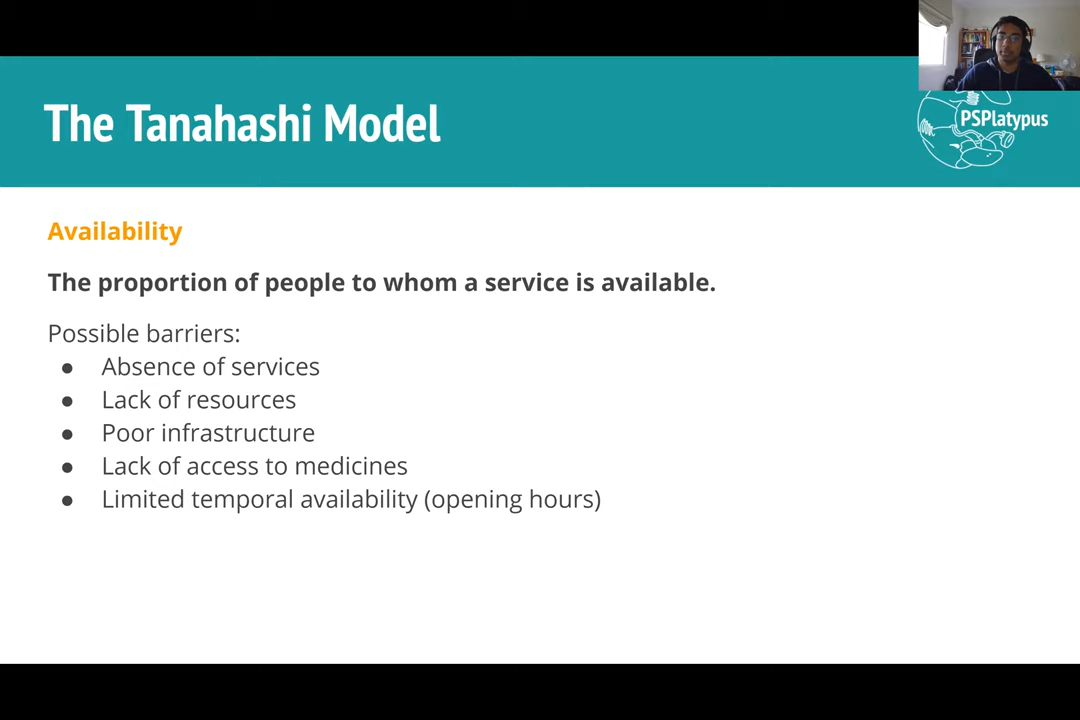 The Tanahashi Model
PSPlatypus
Availability
The proportion of people to whom a service is available.
Possible barriers:
● Absence of services
● Lack of resources
● Poor infrastructure
● Lack of access to medicines
● Limited temporal availability (opening hours)